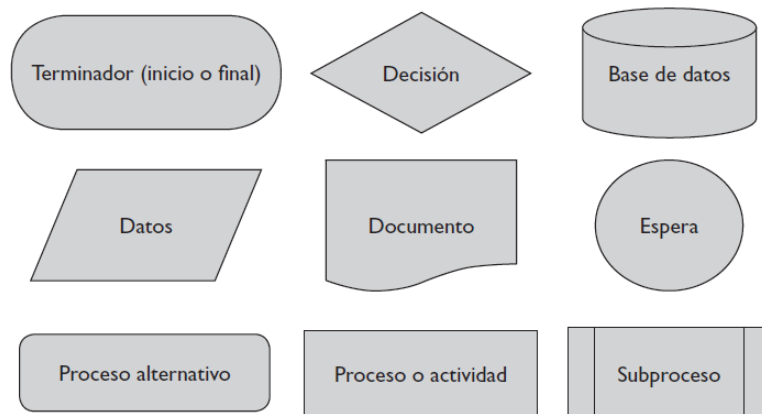 Terminador (inicio o final)
Decisión
Base de datos
Datos
Documento
Espera
Proceso alternativo
Proceso o actividad
Subproceso